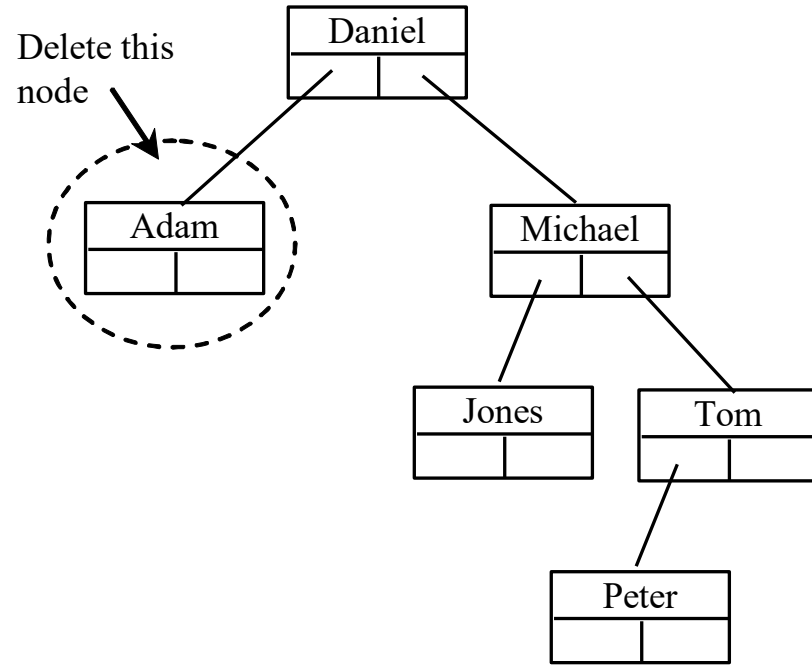 Daniel
Delete this
node
Adam
Michael
Jones
Tom
Peter